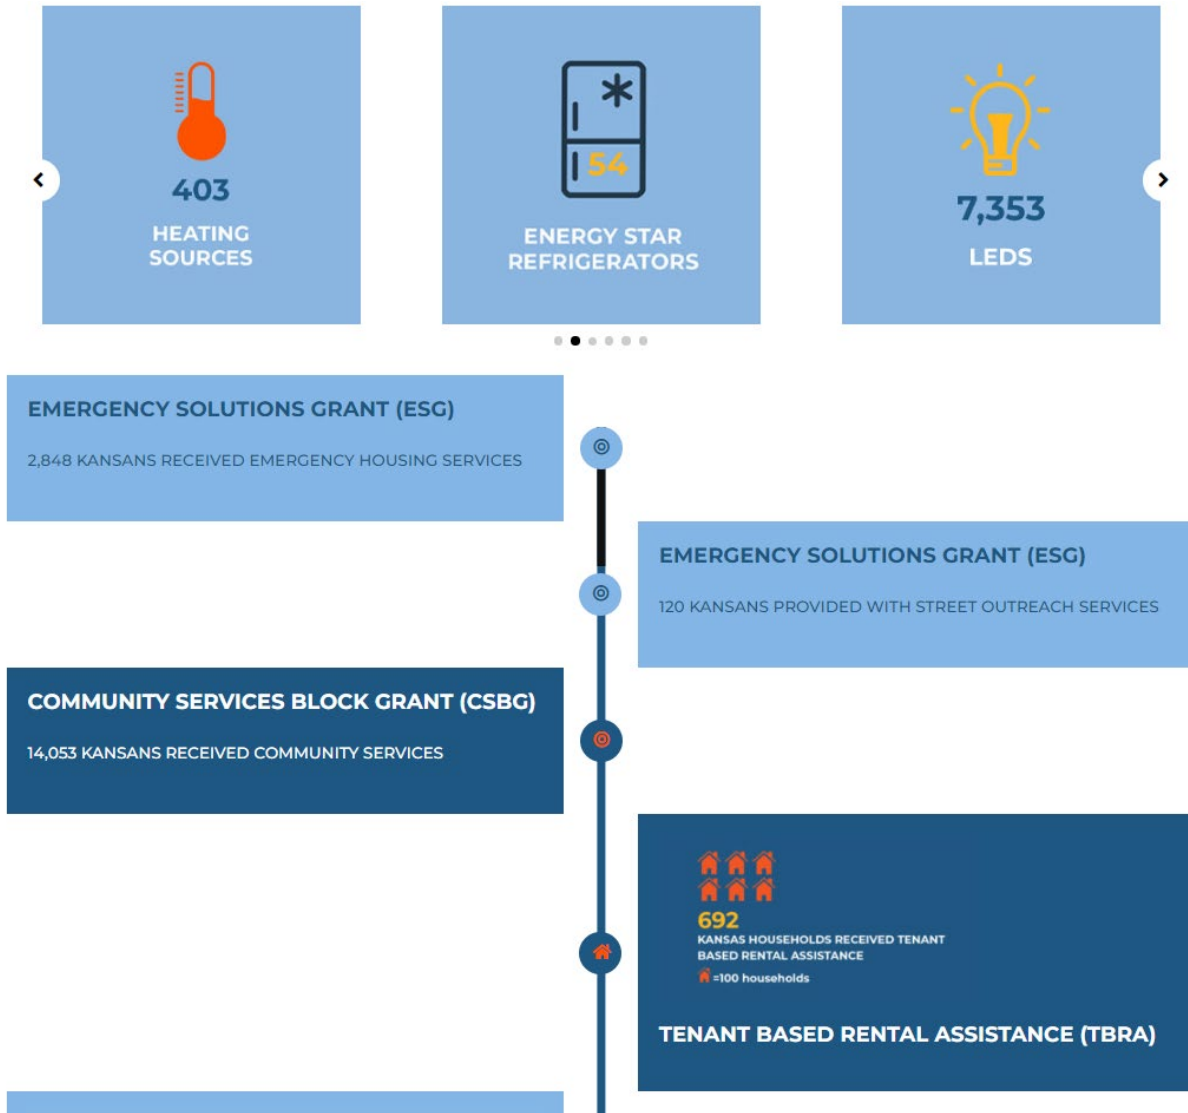 403
HEATING
SOURCES
54
ENERGY STAR
REFRIGERATORS
7,353
LEDS
EMERGENCY SOLUTIONS GRANT (ESG)
2,848 KANSANS RECEIVED EMERGENCY HOUSING SERVICES
EMERGENCY SOLUTIONS GRANT (ESG)
120 KANSANS PROVIDED WITH STREET OUTREACH SERVICES
COMMUNITY SERVICES BLOCK GRANT (CSBG)
14,053 KANSANS RECEIVED COMMUNITY SERVICES
692
KANSAS HOUSEHOLDS RECEIVED TENANT
BASED RENTAL ASSISTANCE
=100 households
TENANT BASED RENTAL ASSISTANCE (TBRA)